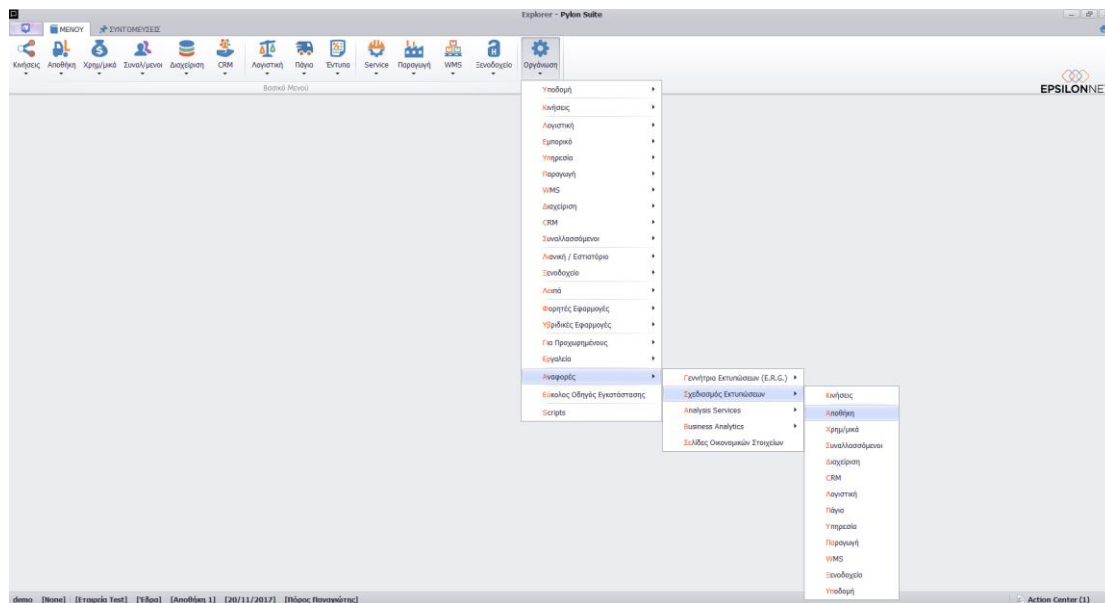 Explorer - Pylon Suite
ΜΕΝΟΥ ΣΥΝΤΟΜΕΥΣΕΙΣ
Κινήσεις Αποθήκη Χρημ/μικά Συναλ/μενοι Διαχείριση CRM Λογιστική Πάγια Έντυπα Service Παραγωγή WMS Ξενοδοχείο Οργάνωση
Βασικό Μενού
EPSILONNE
Υποδομή
Κινήσεις
Λογιστική
Εμπορικό
Υπηρεσία
Παραγωγή
WMS
Διαχείριση
CRM
Συναλλασσόμενοι
Λιανική / Εστιατόριο
Ξενοδοχείο
Λοιπά
Φορητές Εφαρμογές
Υβριδικές Εφαρμογές
Για Προχωρημένους
Εργαλεία
Αναφορές
Εύκολος Οδηγός Εγκατάστασης
Scripts
Γεννήτρια Εκτυπώσεων (E.R.G.)
Σχεδιασμός Εκτυπώσεων
Analysis Services
Business Analytics
Σελίδες Οικονομικών Στοιχείων
Κινήσεις
Αποθήκη
Χρημ/μικά
Συναλλασσόμενοι
Διαχείριση
CRM
Λογιστική
Πάγια
Υπηρεσία
Παραγωγή
WMS
Ξενοδοχείο
Υποδομή
demo [None] [Εταιρεία Test] [Έδρα] [Αποθήκη 1] [20/11/2017] [Πόρος Παναγιώτης] Action Center (1)